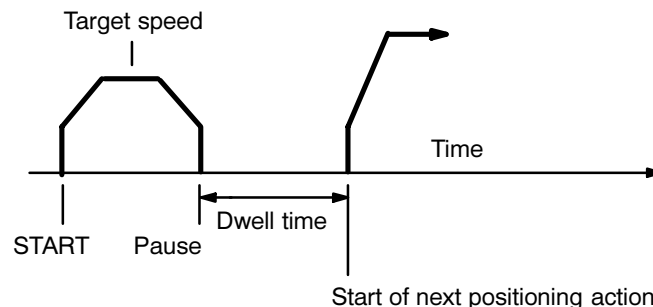 Target speed
Time
Dwell time
START
Pause
Start of next positioning action